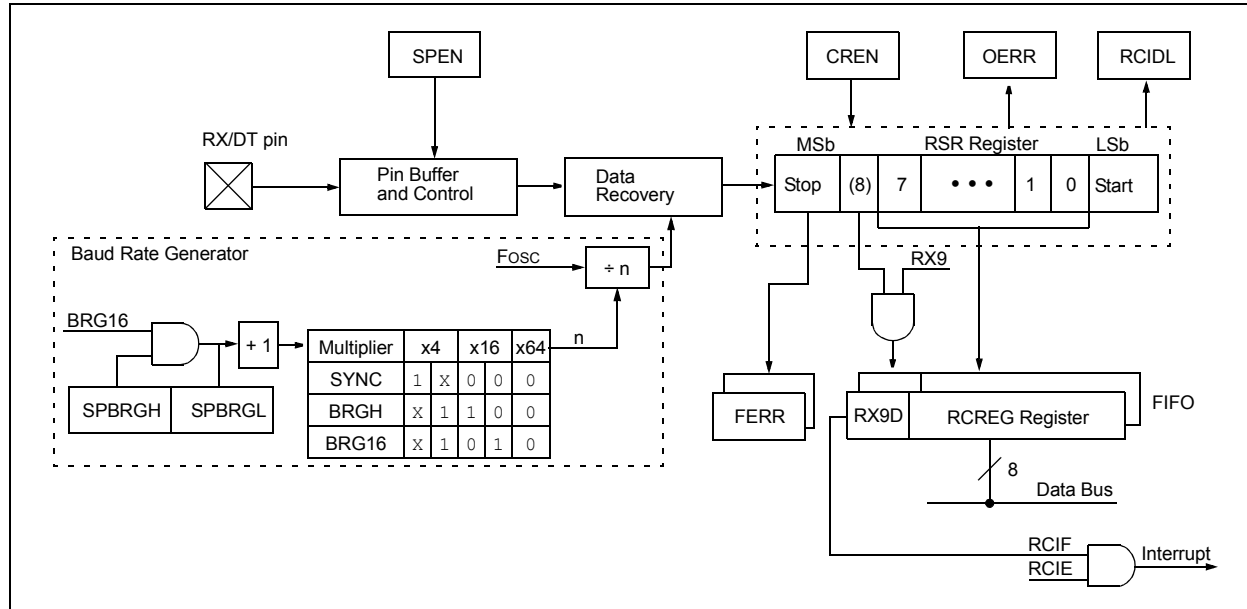 SPEN
CREN
OERR
RCIDL
RX/DT pin
MSb
RSR Register
LSb
Pin Buffer
and Control
Data
Recovery
Stop (8) 7 • • • 1 0 Start
Baud Rate Generator
FOSC
÷ n
RX9
BRG16
+ 1
n
Multiplier x4 x16 x64
SYNC 1 X 0 0 0
BRGH X 1 1 0 0
BRG16 X 1 0 1 0
SPBRGH SPBRGL
FERR
RX9D RCREG Register
FIFO
8
Data Bus
RCIF
RCIE
Interrupt